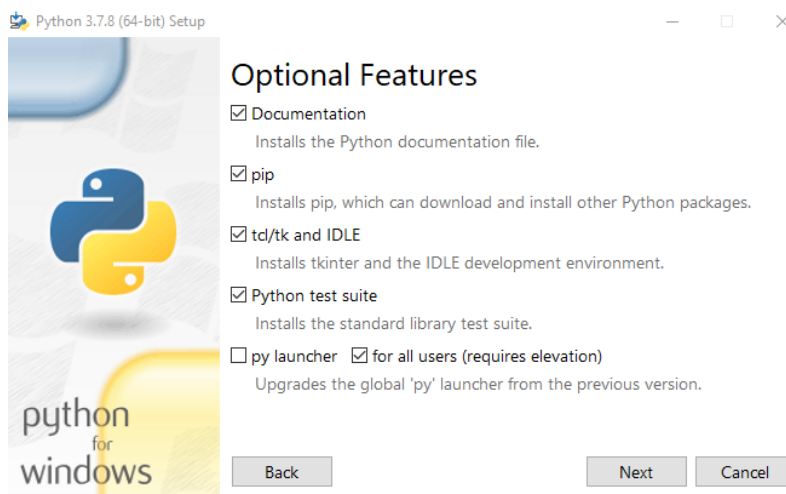 Python 3.7.8 (64-bit) Setup
Optional Features
Documentation
Installs the Python documentation file.
pip
Installs pip, which can download and install other Python packages.
tcl/tk and IDLE
Installs tkinter and the IDLE development environment.
Python test suite
Installs the standard library test suite.
py launcher for all users (requires elevation)
Upgrades the global 'py' launcher from the previous version.
python
for
windows
Back Next Cancel